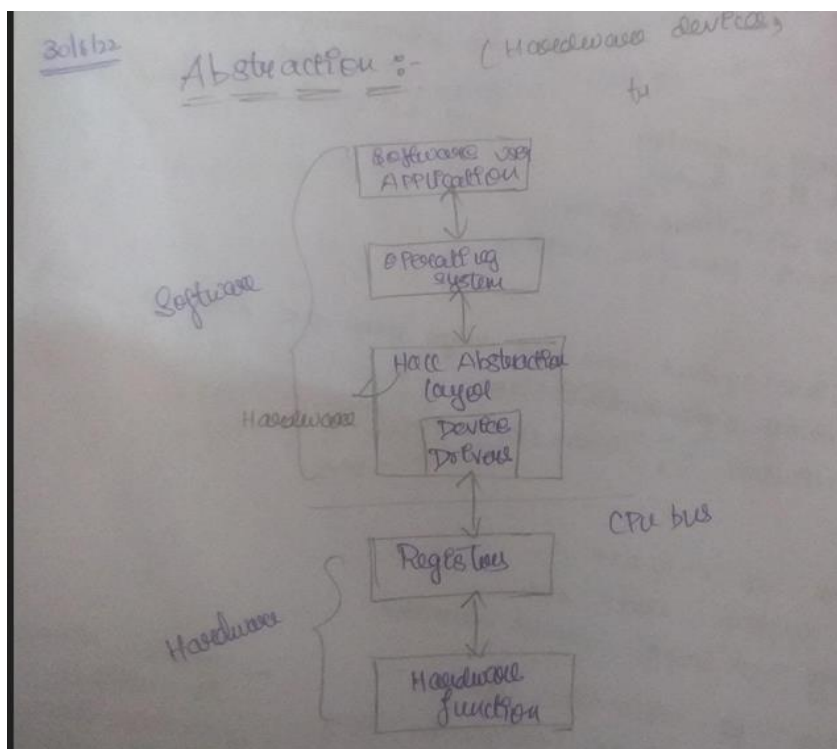 30/8/22
Abstraction :- (Hardware devices,
Software user
APPlication
Operating
system
Software
Hall Abstraction
layer
Hardware
Device
Drivers
CPU bus
Registers
Hardware
Hardware
function